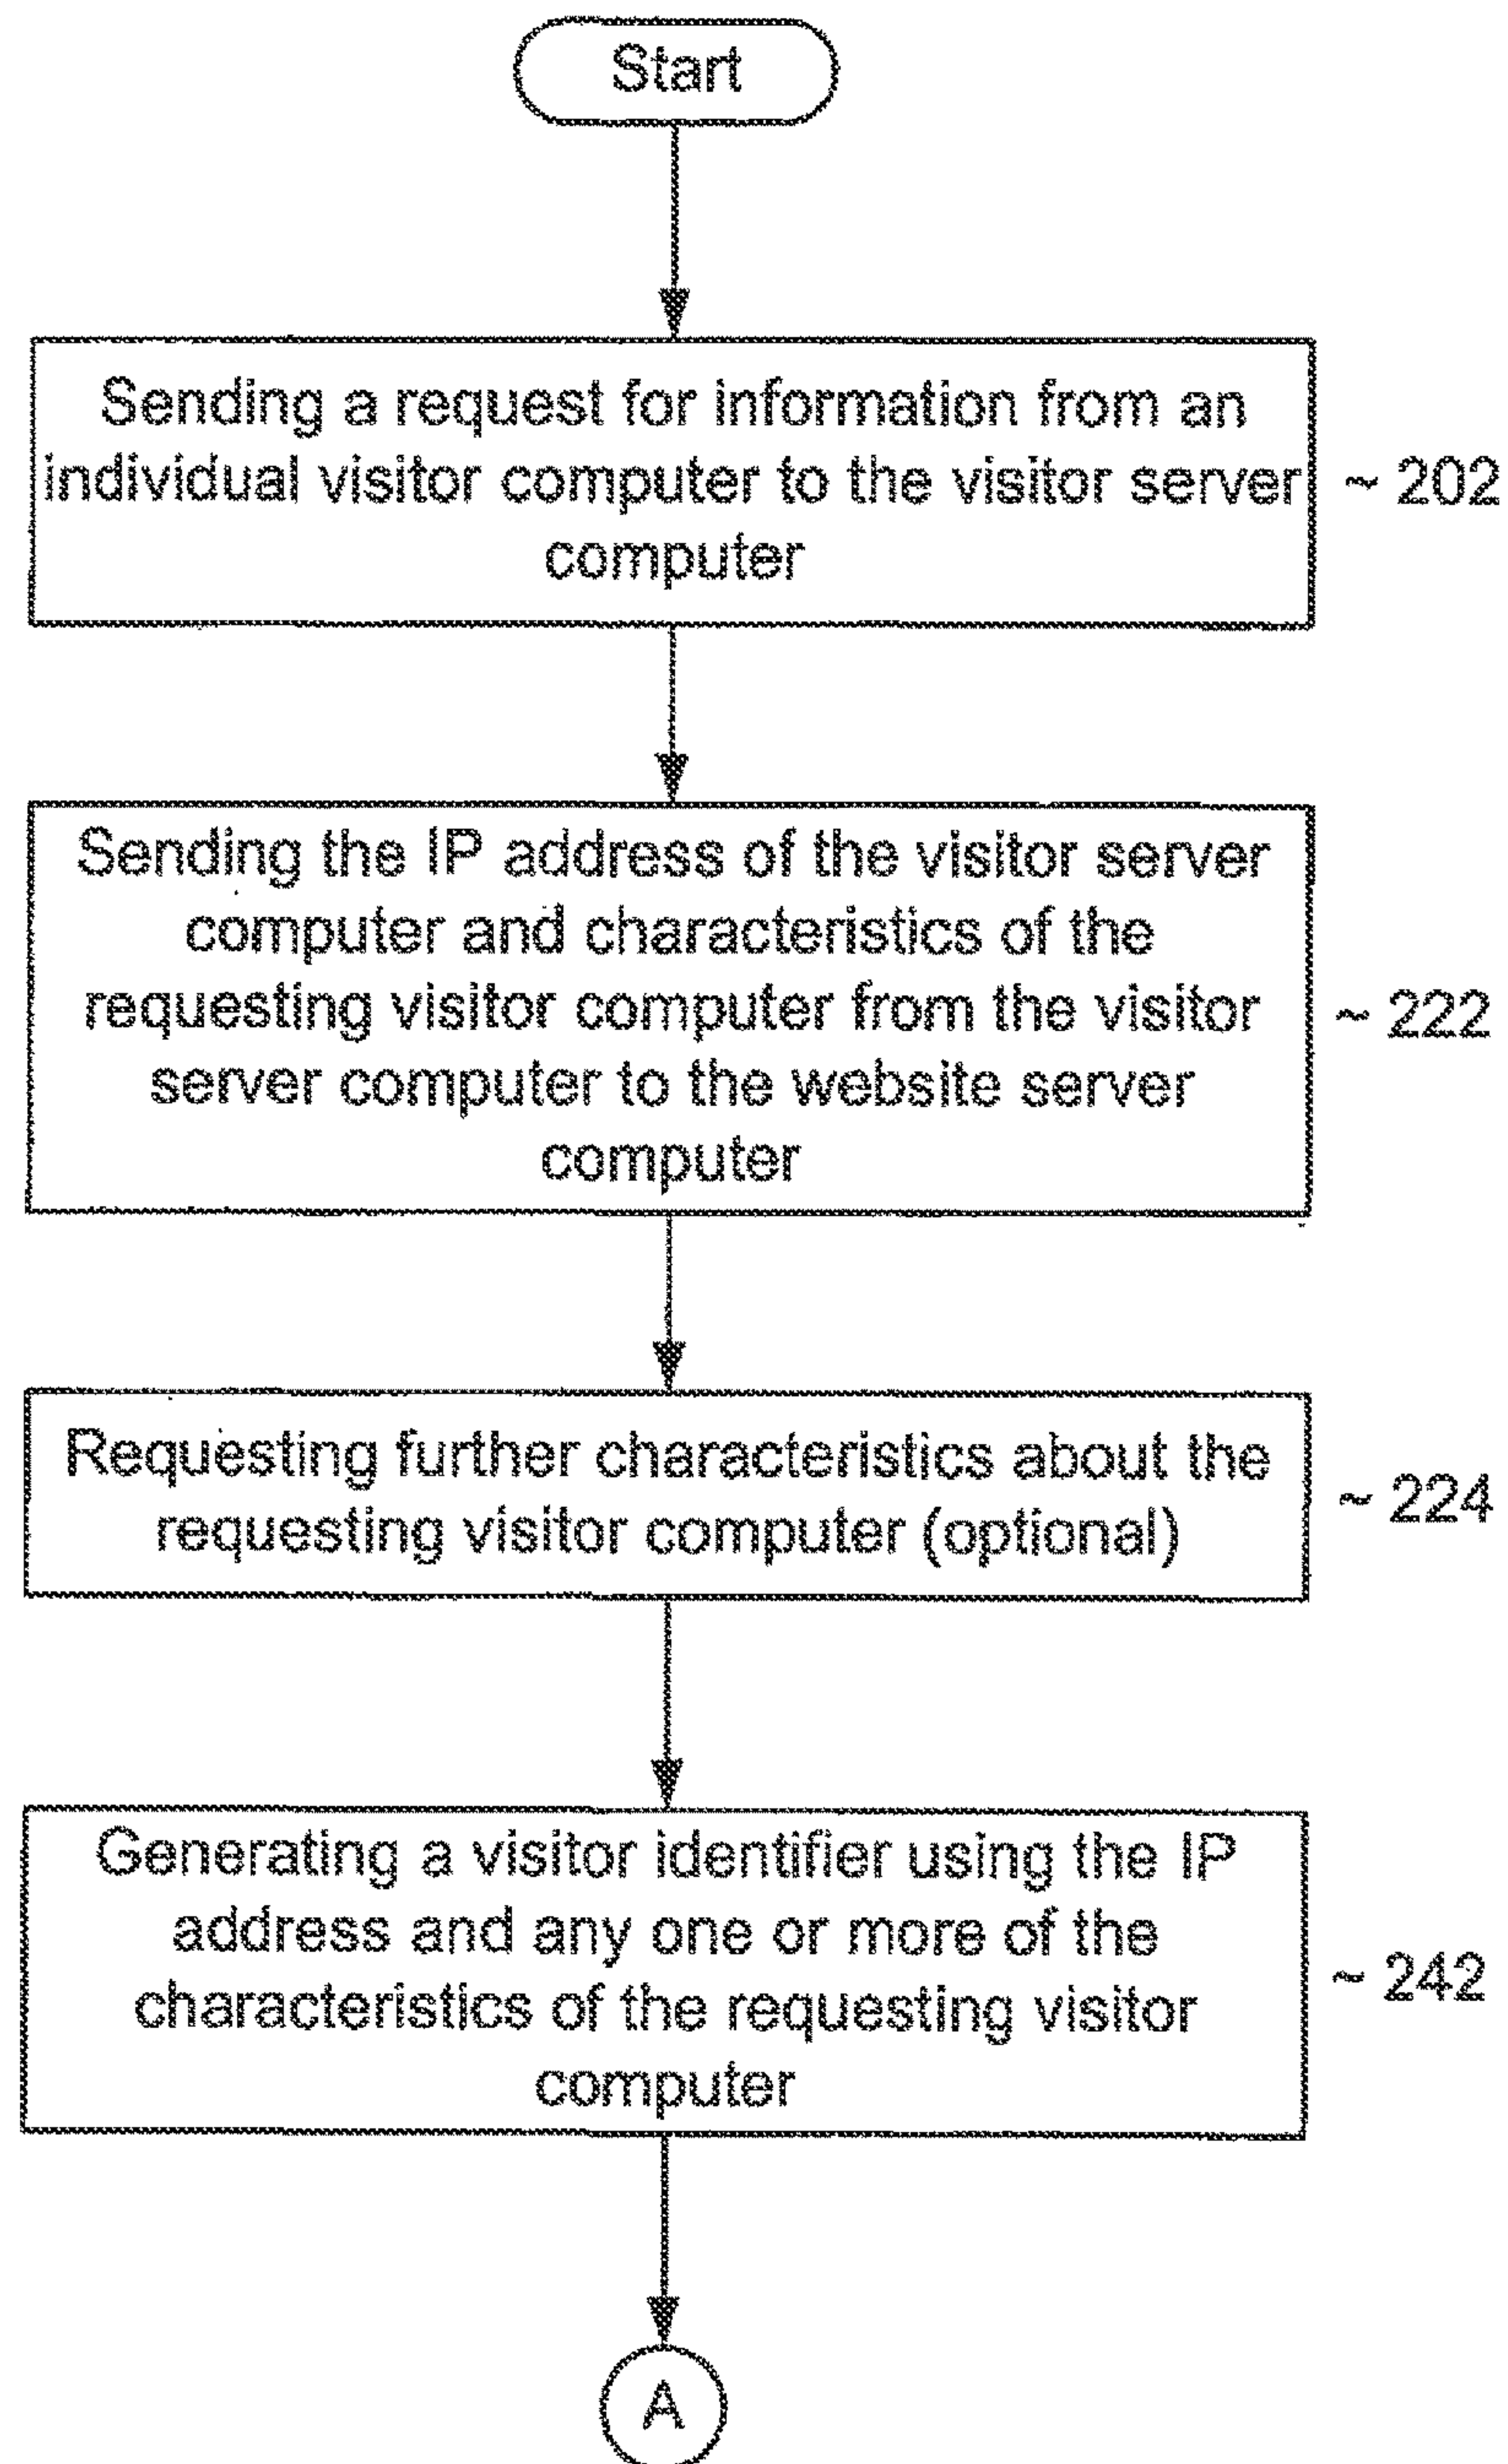 Start
Sending a request for information from an
individual visitor computer to the visitor server
computer
~ 202
Sending the IP address of the visitor server
computer and characteristics of the
requesting visitor computer from the visitor
server computer to the website server
computer
~ 222
Requesting further characteristics about the
requesting visitor computer (optional)
~ 224
Generating a visitor identifier using the IP
address and any one or more of the
characteristics of the requesting visitor
computer
~ 242
A